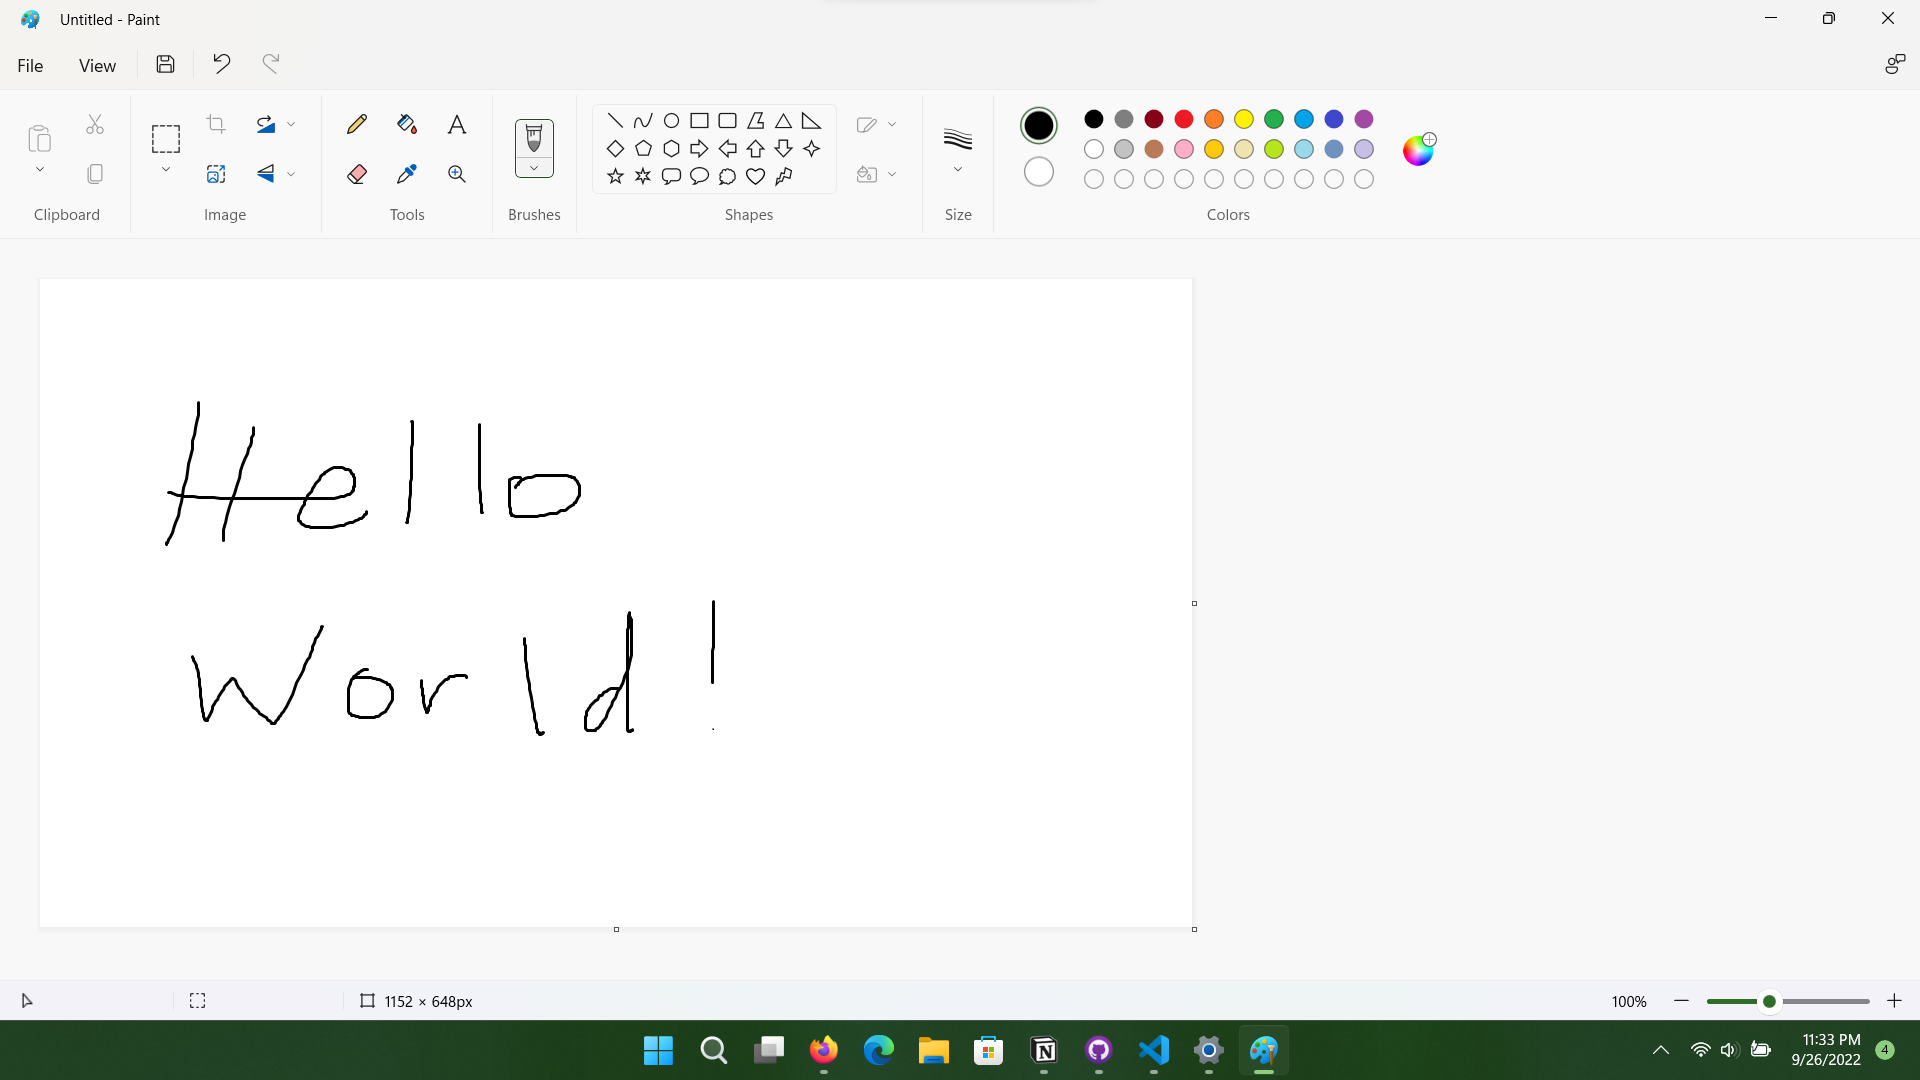 Untitled - Paint
File View
Clipboard Image Tools Brushes Shapes Size Colors
Hello
World!
1152 × 648px 100%
11:33 PM
9/26/2022 4